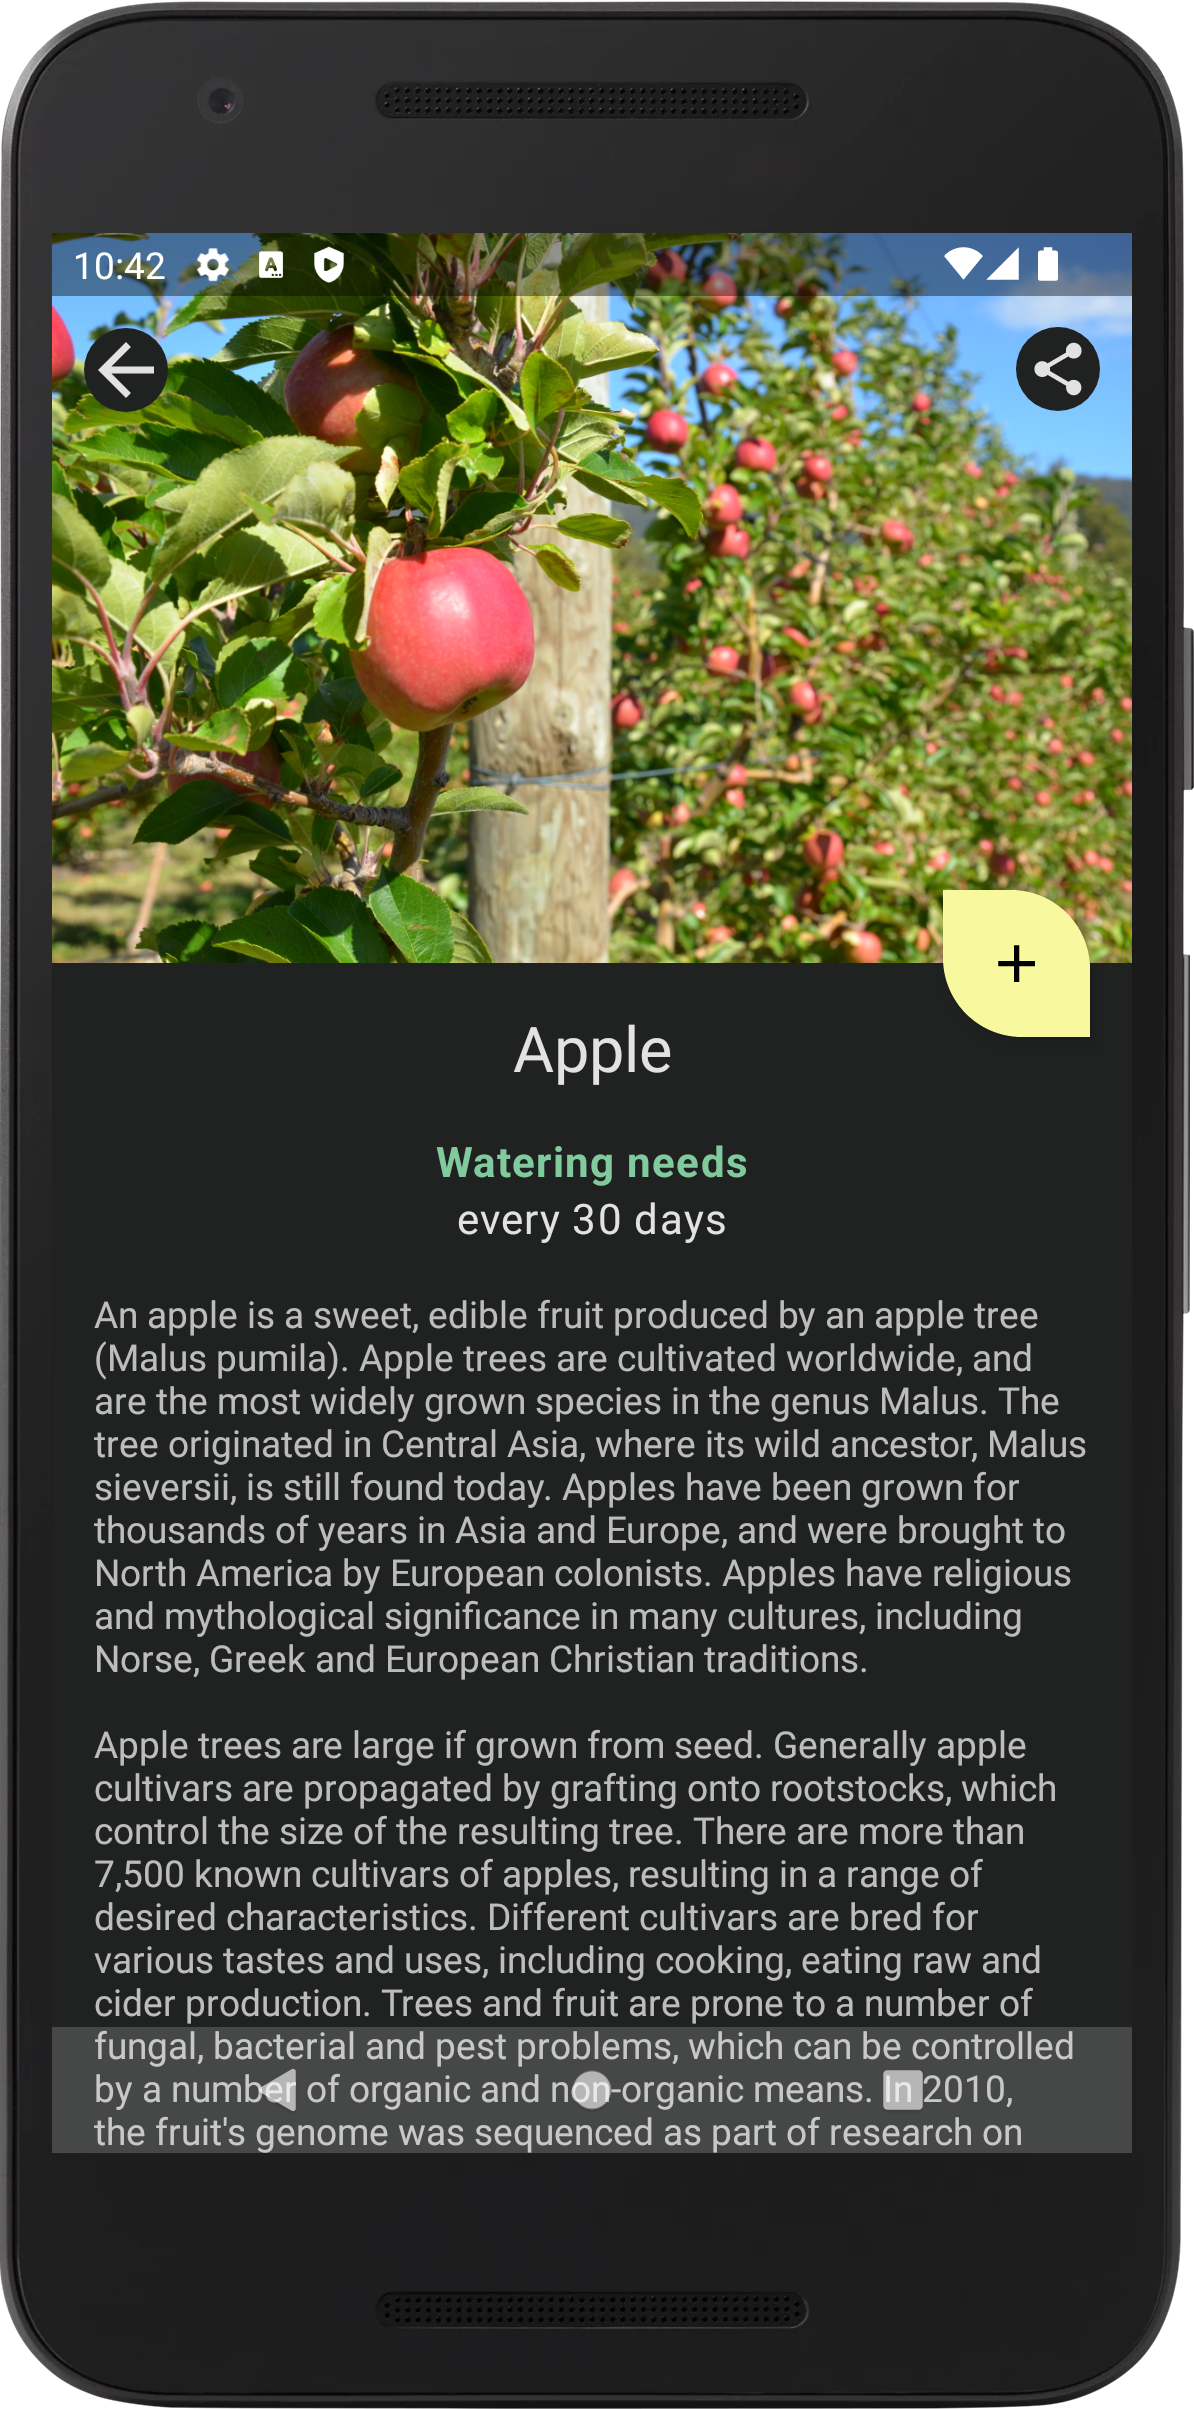 10:42
Apple
Watering needs
every 30 days
An apple is a sweet, edible fruit produced by an apple tree
(Malus pumila). Apple trees are cultivated worldwide, and
are the most widely grown species in the genus Malus. The
tree originated in Central Asia, where its wild ancestor, Malus
sieversii, is still found today. Apples have been grown for
thousands of years in Asia and Europe, and were brought to
North America by European colonists. Apples have religious
and mythological significance in many cultures, including
Norse, Greek and European Christian traditions.
Apple trees are large if grown from seed. Generally apple
cultivars are propagated by grafting onto rootstocks, which
control the size of the resulting tree. There are more than
7,500 known cultivars of apples, resulting in a range of
desired characteristics. Different cultivars are bred for
various tastes and uses, including cooking, eating raw and
cider production. Trees and fruit are prone to a number of
fungal, bacterial and pest problems, which can be controlled
by a number of organic and non-organic means. In 2010,
the fruit's genome was sequenced as part of research on